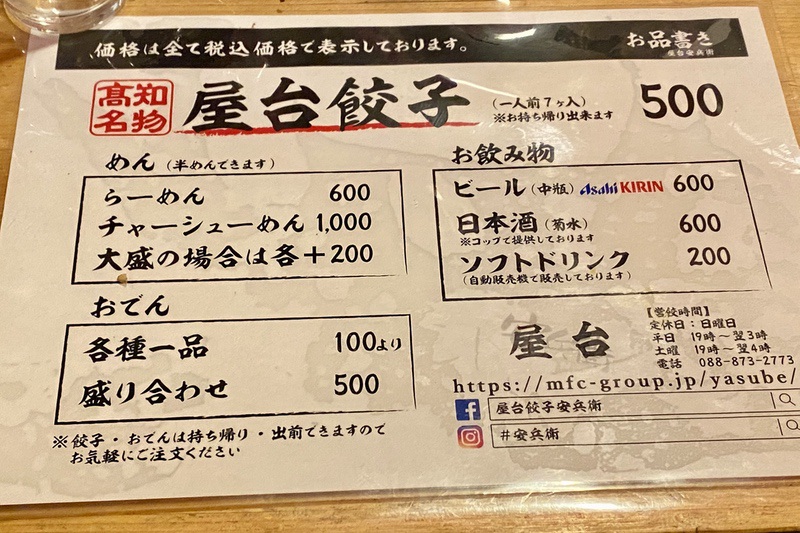 価格は全て税込価格で表示しております。
お品書き
屋台安兵衛
高知名物
屋台餃子
(一人前7ヶ入)
※お持ち帰り出来ます
500
めん(半めんできます)
らーめん 600
チャーシューめん 1,000
大盛の場合は各+200
おでん
各種一品 100より
盛り合わせ 500
※餃子・おでんは持ち帰り・出前できますので
お気軽にご注文ください
お飲み物
ビール(中瓶) Asahi KIRIN 600
日本酒(菊水) 600
※コップで提供しております
ソフトドリンク 200
(自動販売機で販売しております)
屋台
【営餃時間】
定休日:日曜日
平日 19時〜翌3時
土曜 19時〜翌4時
電話 088-873-2773
https://mfc-group.jp/yasube/
f 屋台餃子安兵衛
#安兵衛